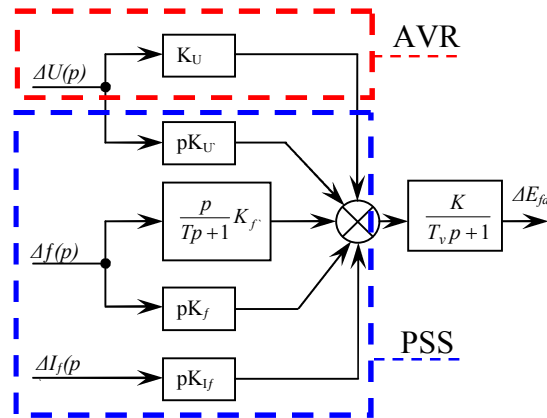 AVR
K_U
ΔU(p)
pK_U`
p
Tp+1 K_f`
K
T_v p+1
ΔE_fd
Δf(p)
pK_f
PSS
ΔI_f(p
pK_If